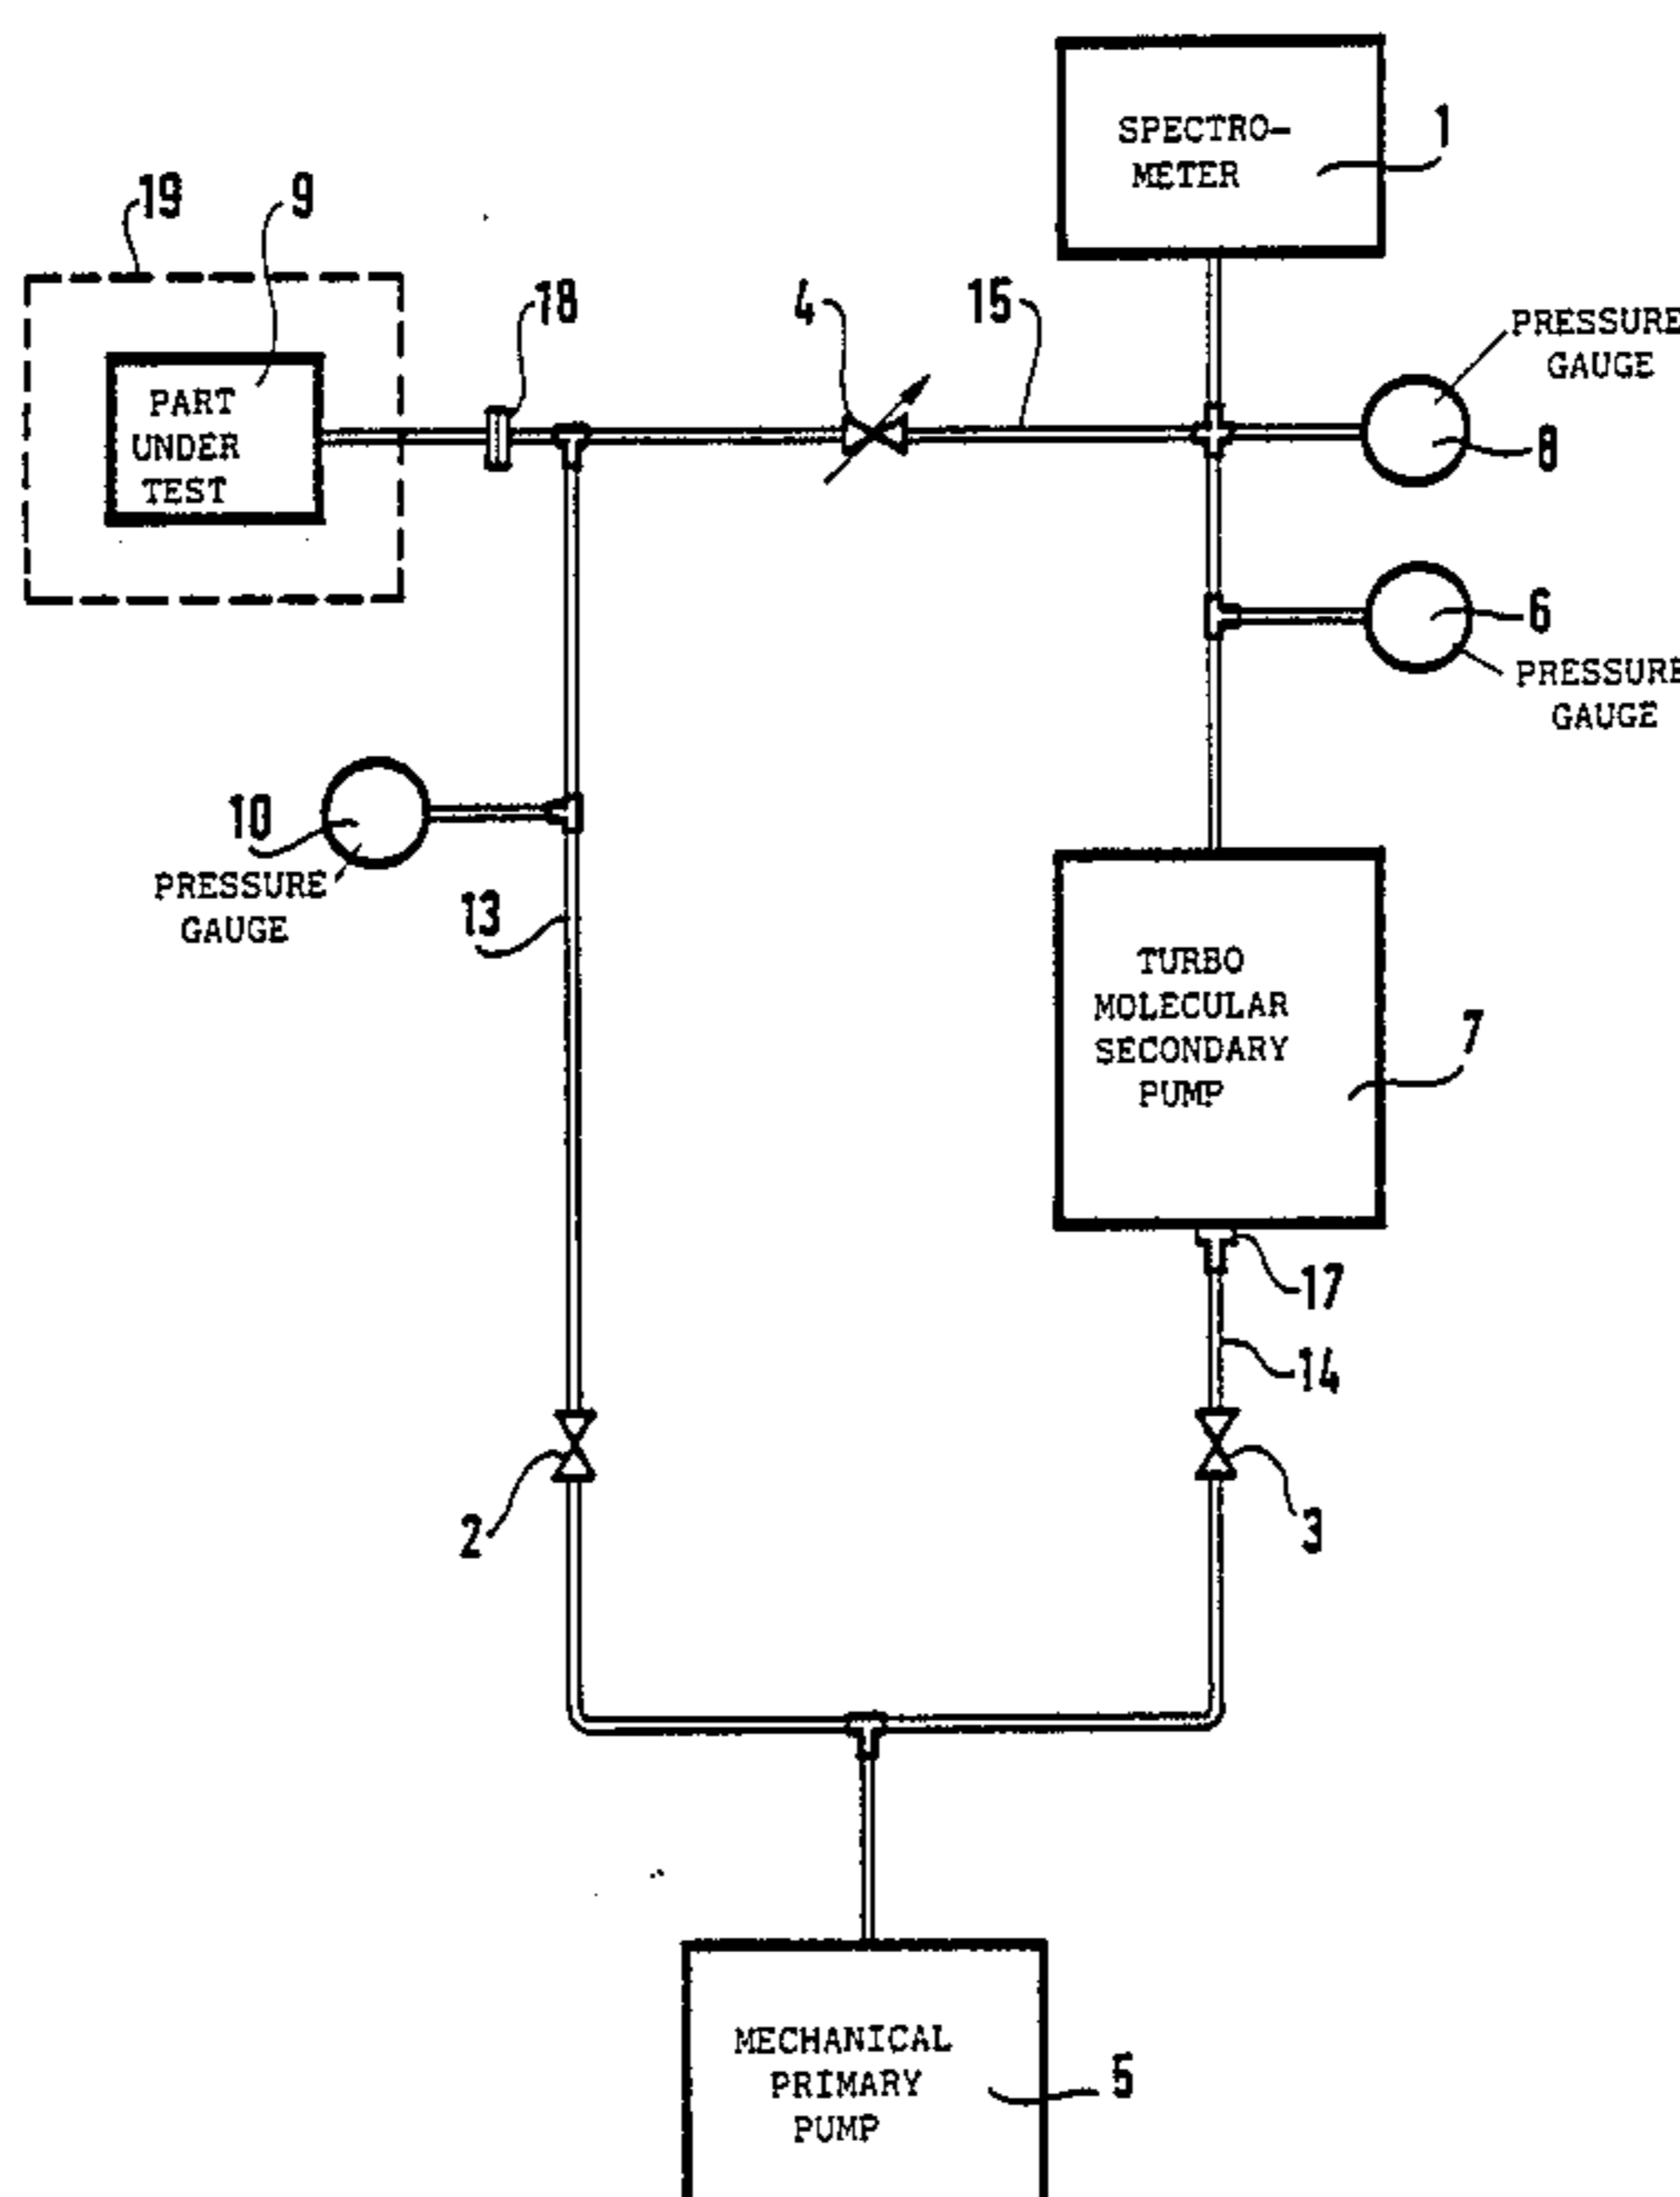 SPECTRO-
METER
1
19
9
18
4
15
PRESSURE
GAUGE
8
PART
UNDER
TEST
6
PRESSURE
GAUGE
10
PRESSURE
GAUGE
13
TURBO
MOLECULAR
SECONDARY
PUMP
7
17
14
2
3
MECHANICAL
PRIMARY
PUMP
5